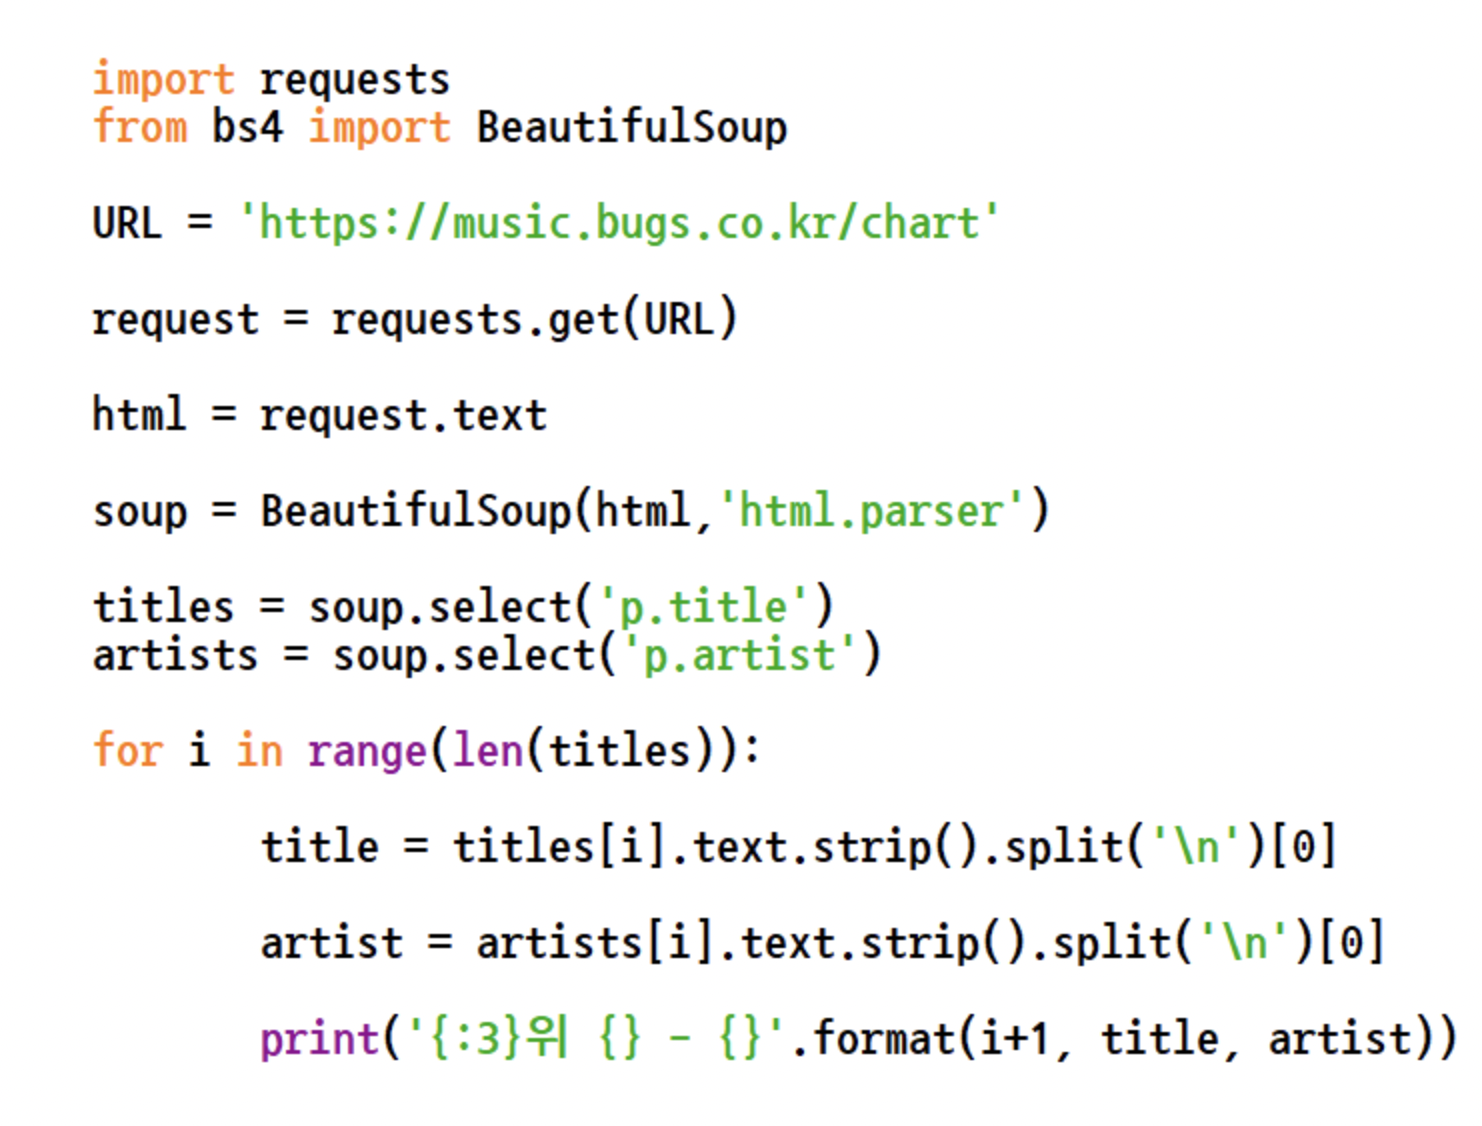 import requests
from bs4 import BeautifulSoup
URL = 'https://music.bugs.co.kr/chart'
request = requests.get(URL)
html = request.text
soup = BeautifulSoup(html,'html.parser')
titles = soup.select('p.title')
artists = soup.select('p.artist')
for i in range(len(titles)):
title = titles[i].text.strip().split('\n')[0]
artist = artists[i].text.strip().split('\n')[0]
print('{:3}위 {} - {}'.format(i+1, title, artist))